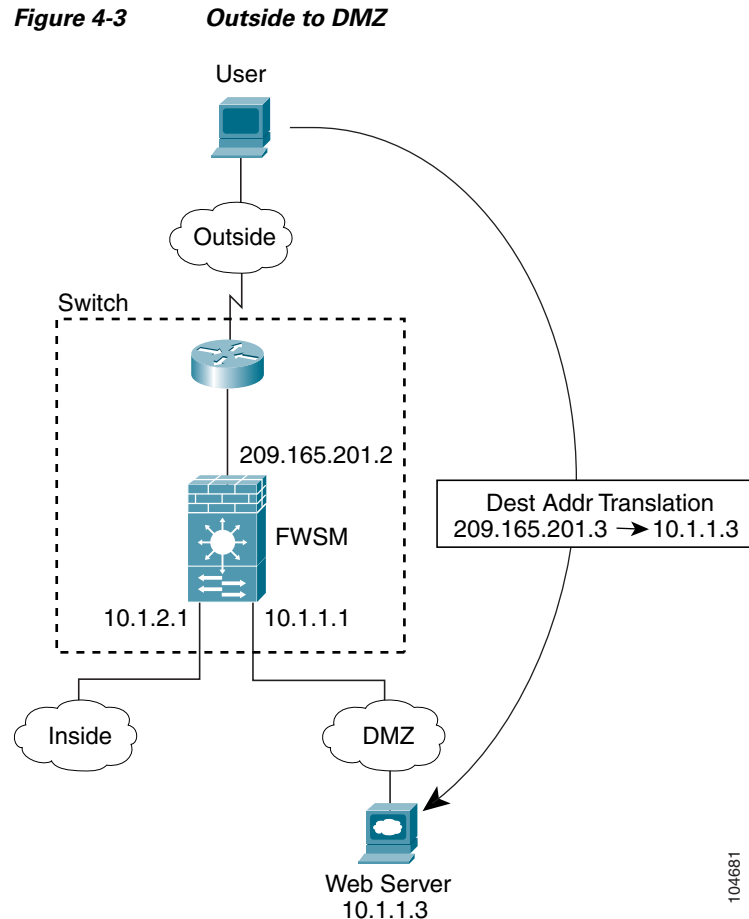 Figure 4-3 Outside to DMZ
User
Outside
Switch
209.165.201.2
Dest Addr Translation
209.165.201.3 → 10.1.1.3
FWSM
10.1.2.1
10.1.1.1
Inside
DMZ
Web Server
10.1.1.3
104681